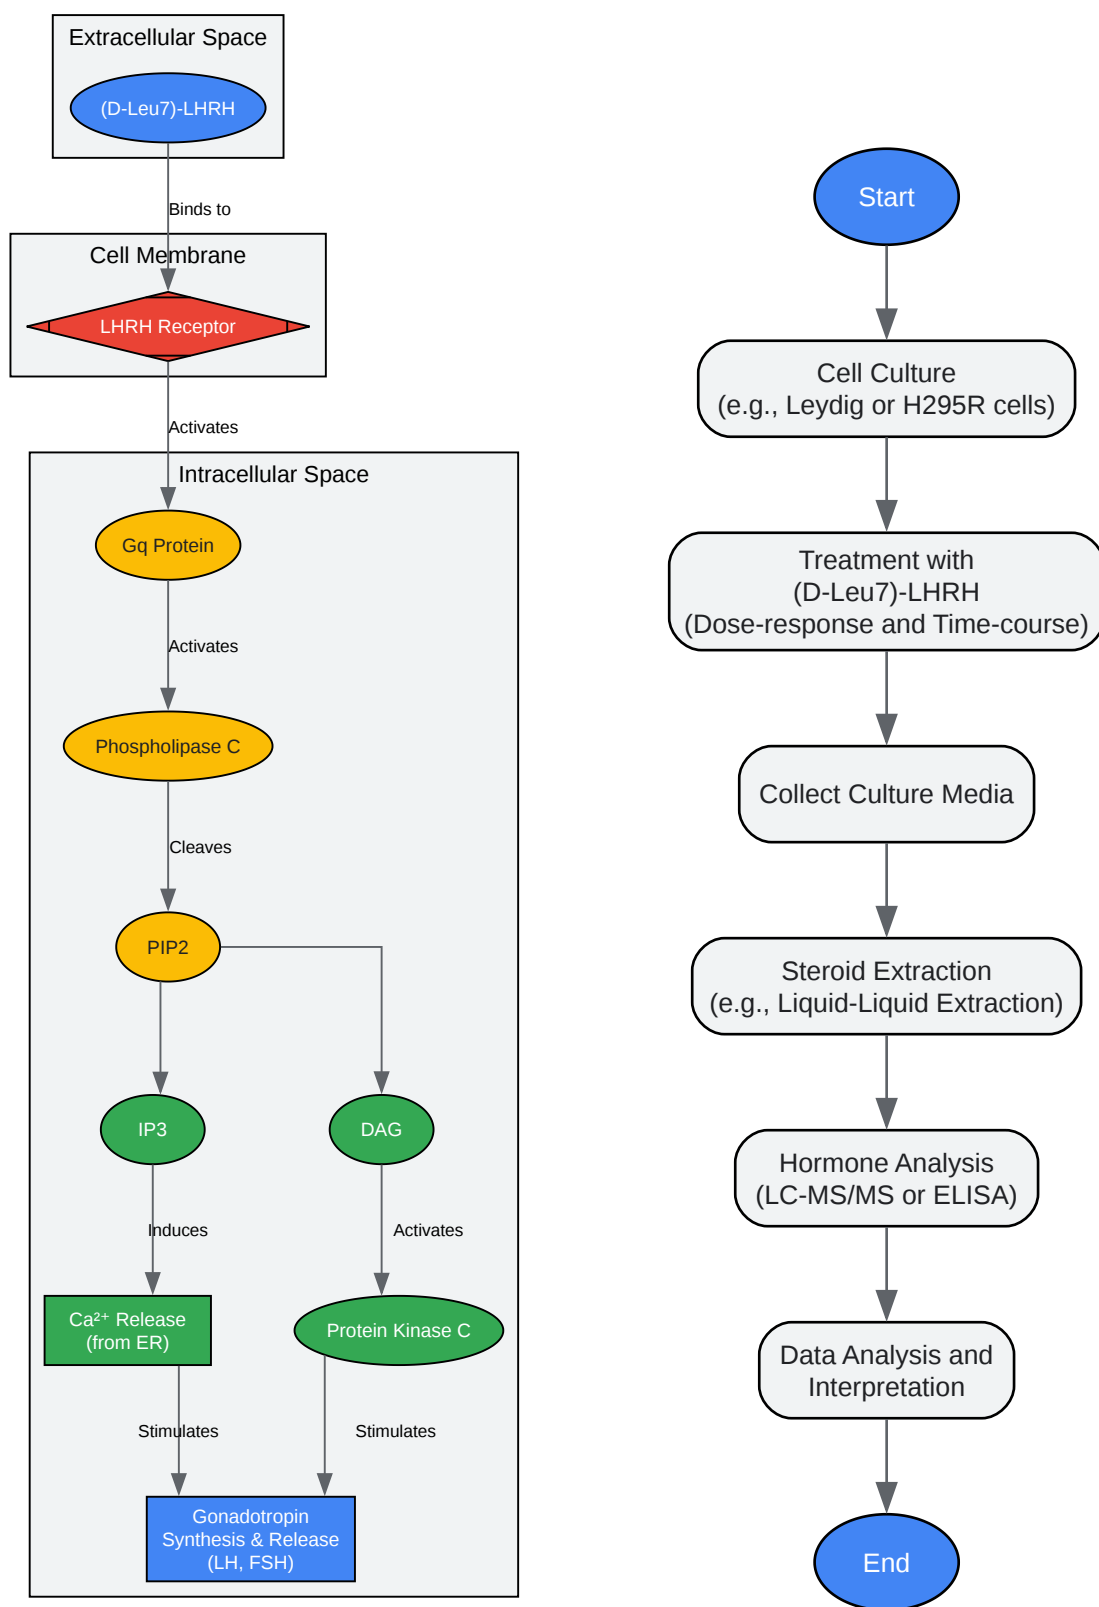 Extracellular Space
(D-Leu7)-LHRH
Binds to
Cell Membrane
LHRH Receptor
Activates
Intracellular Space
Gq Protein
Activates
Phospholipase C
Cleaves
PIP2
IP3
DAG
Induces
Activates
Ca²⁺ Release
(from ER)
Protein Kinase C
Stimulates
Stimulates
Gonadotropin
Synthesis & Release
(LH, FSH)
Start
Cell Culture
(e.g., Leydig or H295R cells)
Treatment with
(D-Leu7)-LHRH
(Dose-response and Time-course)
Collect Culture Media
Steroid Extraction
(e.g., Liquid-Liquid Extraction)
Hormone Analysis
(LC-MS/MS or ELISA)
Data Analysis and
Interpretation
End